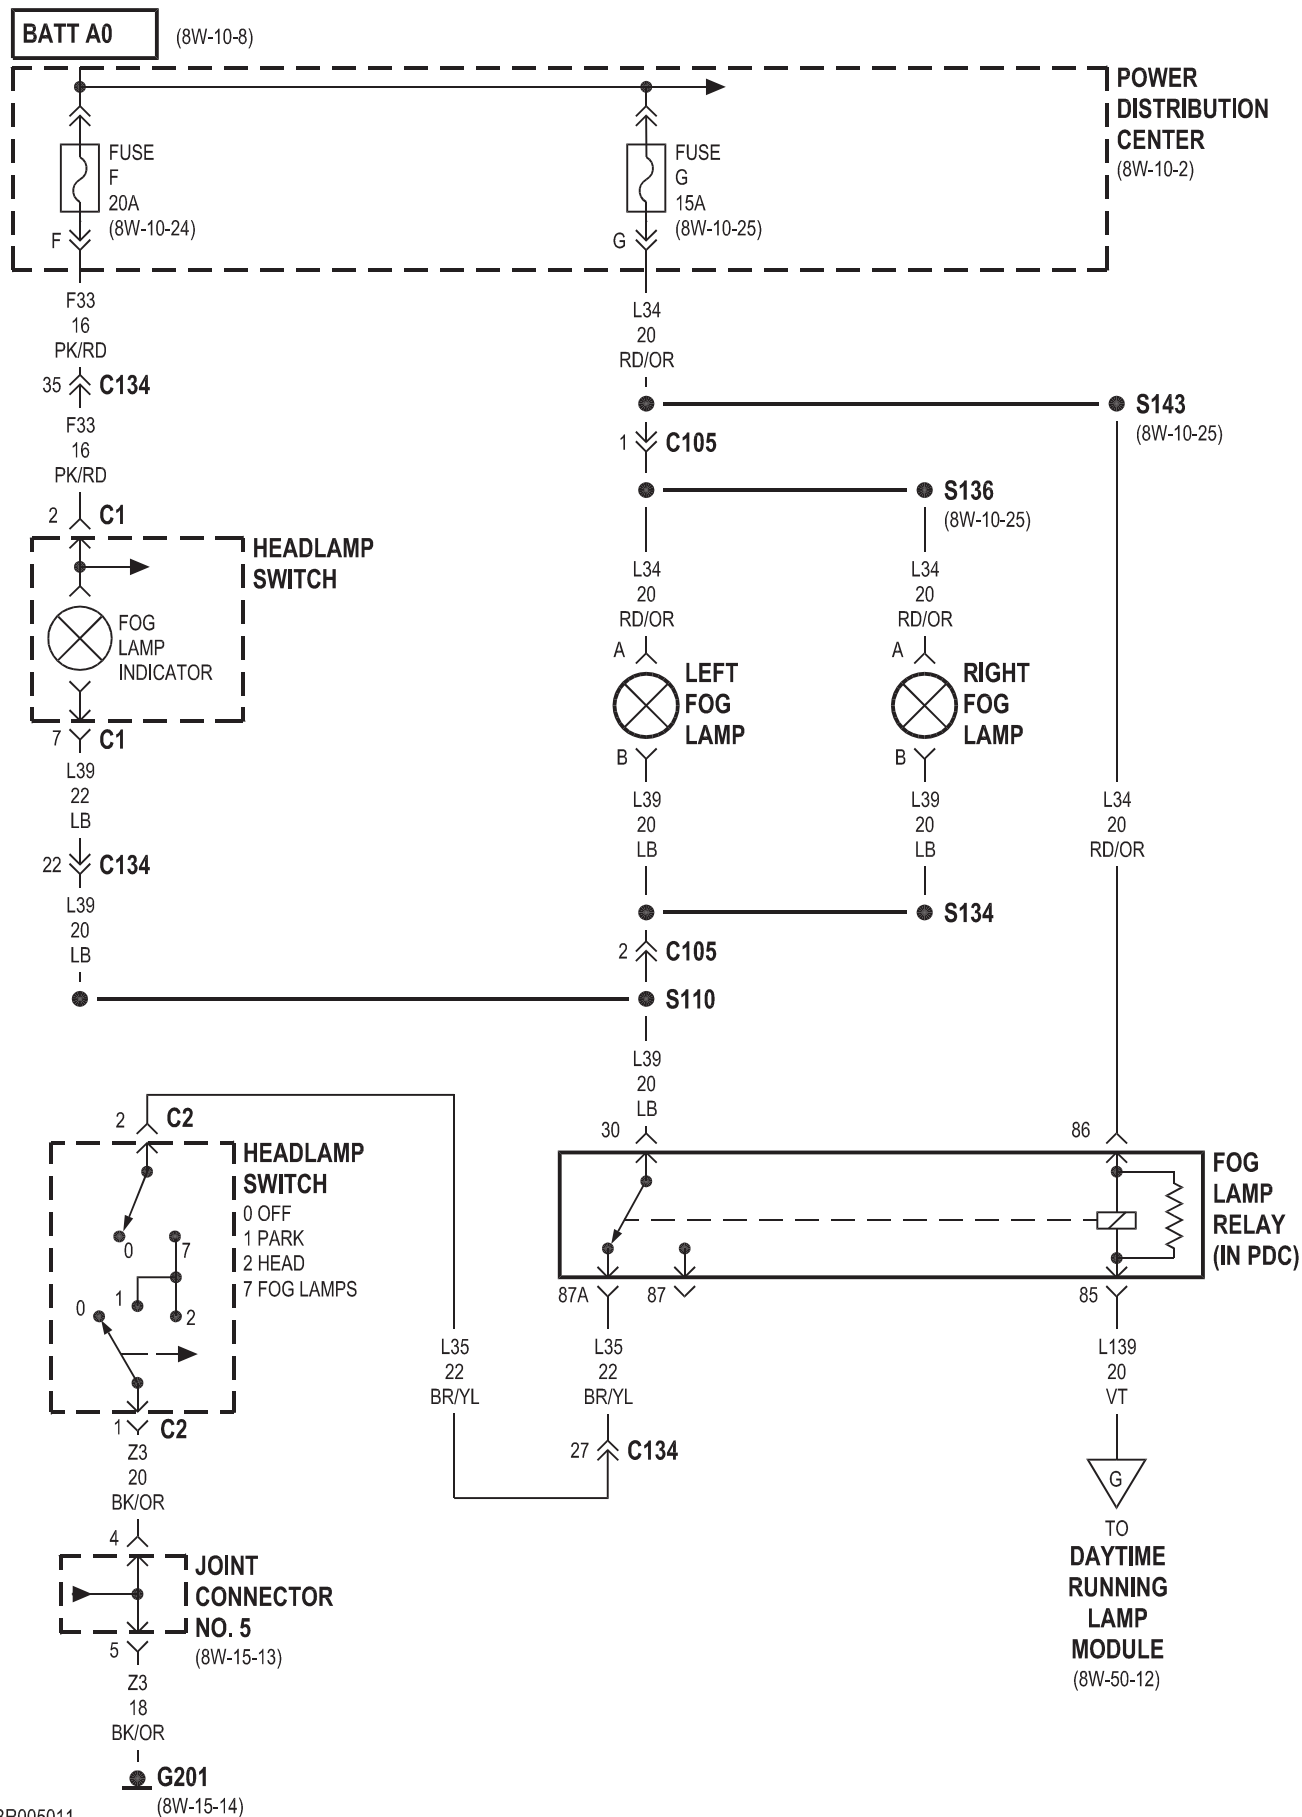 BATT A0
(8W-10-8)
POWER
DISTRIBUTION
CENTER
(8W-10-2)
FUSE
F
20A
(8W-10-24)
F
FUSE
G
15A
(8W-10-25)
G
F33
16
PK/RD
35
C134
F33
16
PK/RD
2
C1
HEADLAMP
SWITCH
FOG
LAMP
INDICATOR
7
C1
L39
22
LB
22
C134
L39
20
LB
L34
20
RD/OR
S143
(8W-10-25)
1
C105
S136
(8W-10-25)
L34
20
RD/OR
L34
20
RD/OR
A
LEFT
FOG
LAMP
B
A
RIGHT
FOG
LAMP
B
L39
20
LB
L39
20
LB
L34
20
RD/OR
S134
2
C105
S110
L39
20
LB
30
86
FOG
LAMP
RELAY
(IN PDC)
87A
87
85
2
C2
HEADLAMP
SWITCH
0 OFF
1 PARK
2 HEAD
7 FOG LAMPS
0
7
1
0
2
1
C2
L35
22
BR/YL
L35
22
BR/YL
27
C134
L139
20
VT
G
TO
DAYTIME
RUNNING
LAMP
MODULE
(8W-50-12)
Z3
20
BK/OR
4
JOINT
CONNECTOR
NO. 5
(8W-15-13)
5
Z3
18
BK/OR
G201
(8W-15-14)